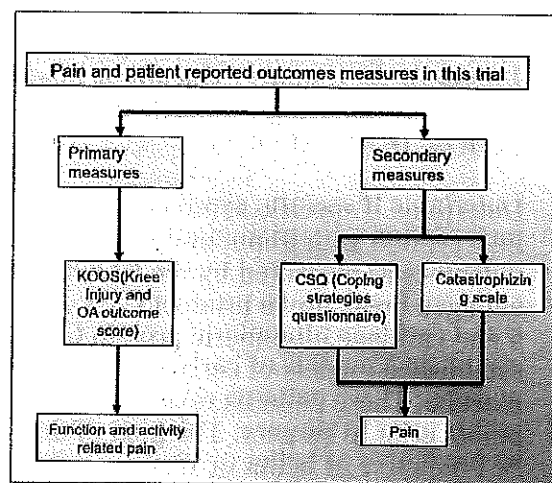 Pain and patient reported outcomes measures in this trial
Primary
measures
Secondary
measures
KOOS(Knee
Injury and
OA outcome
score)
CSQ (Coping
strategies
questionnaire)
Catastrophizin
g scale
Function and activity
related pain
Pain